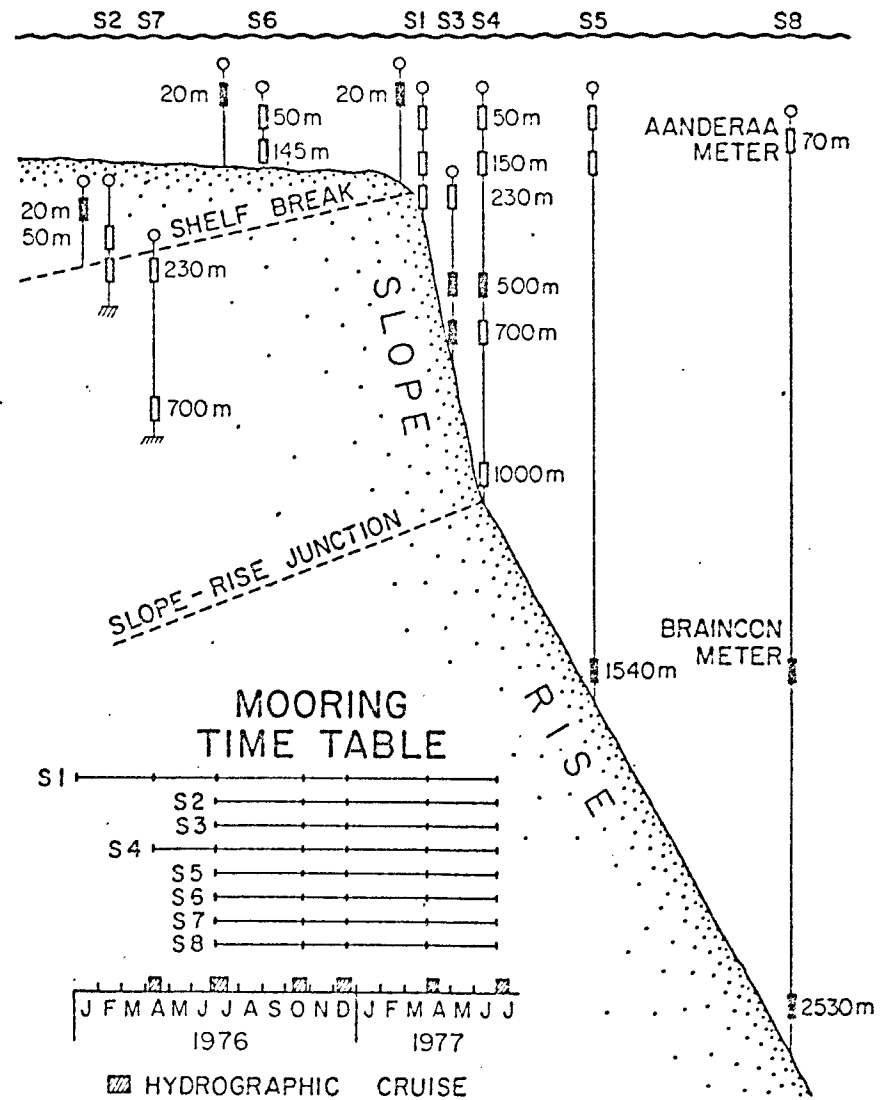 S2 S7 S6 S1 S3 S4 S5 S8
20m
50m
145m
20m
50m
150m
230m
AANDERAA
METER
70m
20m
50m
SHELF BREAK
230m
500m
700m
700m
SLOPE
1000m
SLOPE-RISE JUNCTION
BRAINCON
METER
1540m
RISE
MOORING
TIME TABLE
S1
S2
S3
S4
S5
S6
S7
S8
2530m
J F M A M J J A S O N D J F M A M J J
1976 1977
HYDROGRAPHIC CRUISE